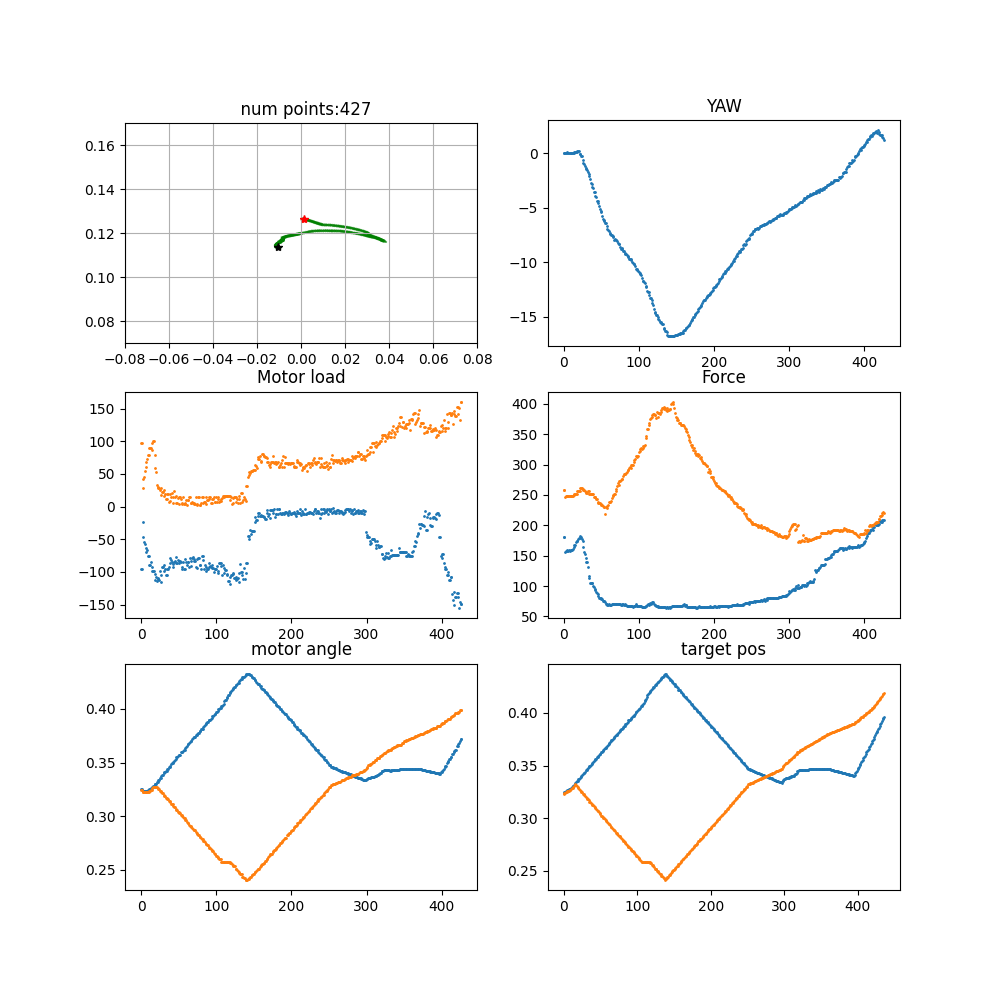 num points:427
YAW
0.16
0.14
0.12
0.10
0.08
−0.08 −0.06 −0.04 −0.02 0.00 0.02 0.04 0.06 0.08
0
−5
−10
−15
0 100 200 300 400
Motor load
Force
150
100
50
0
−50
−100
−150
0 100 200 300 400
400
350
300
250
200
150
100
50
0 100 200 300 400
motor angle
target pos
0.40
0.35
0.30
0.25
0 100 200 300 400
0.40
0.35
0.30
0.25
0 100 200 300 400